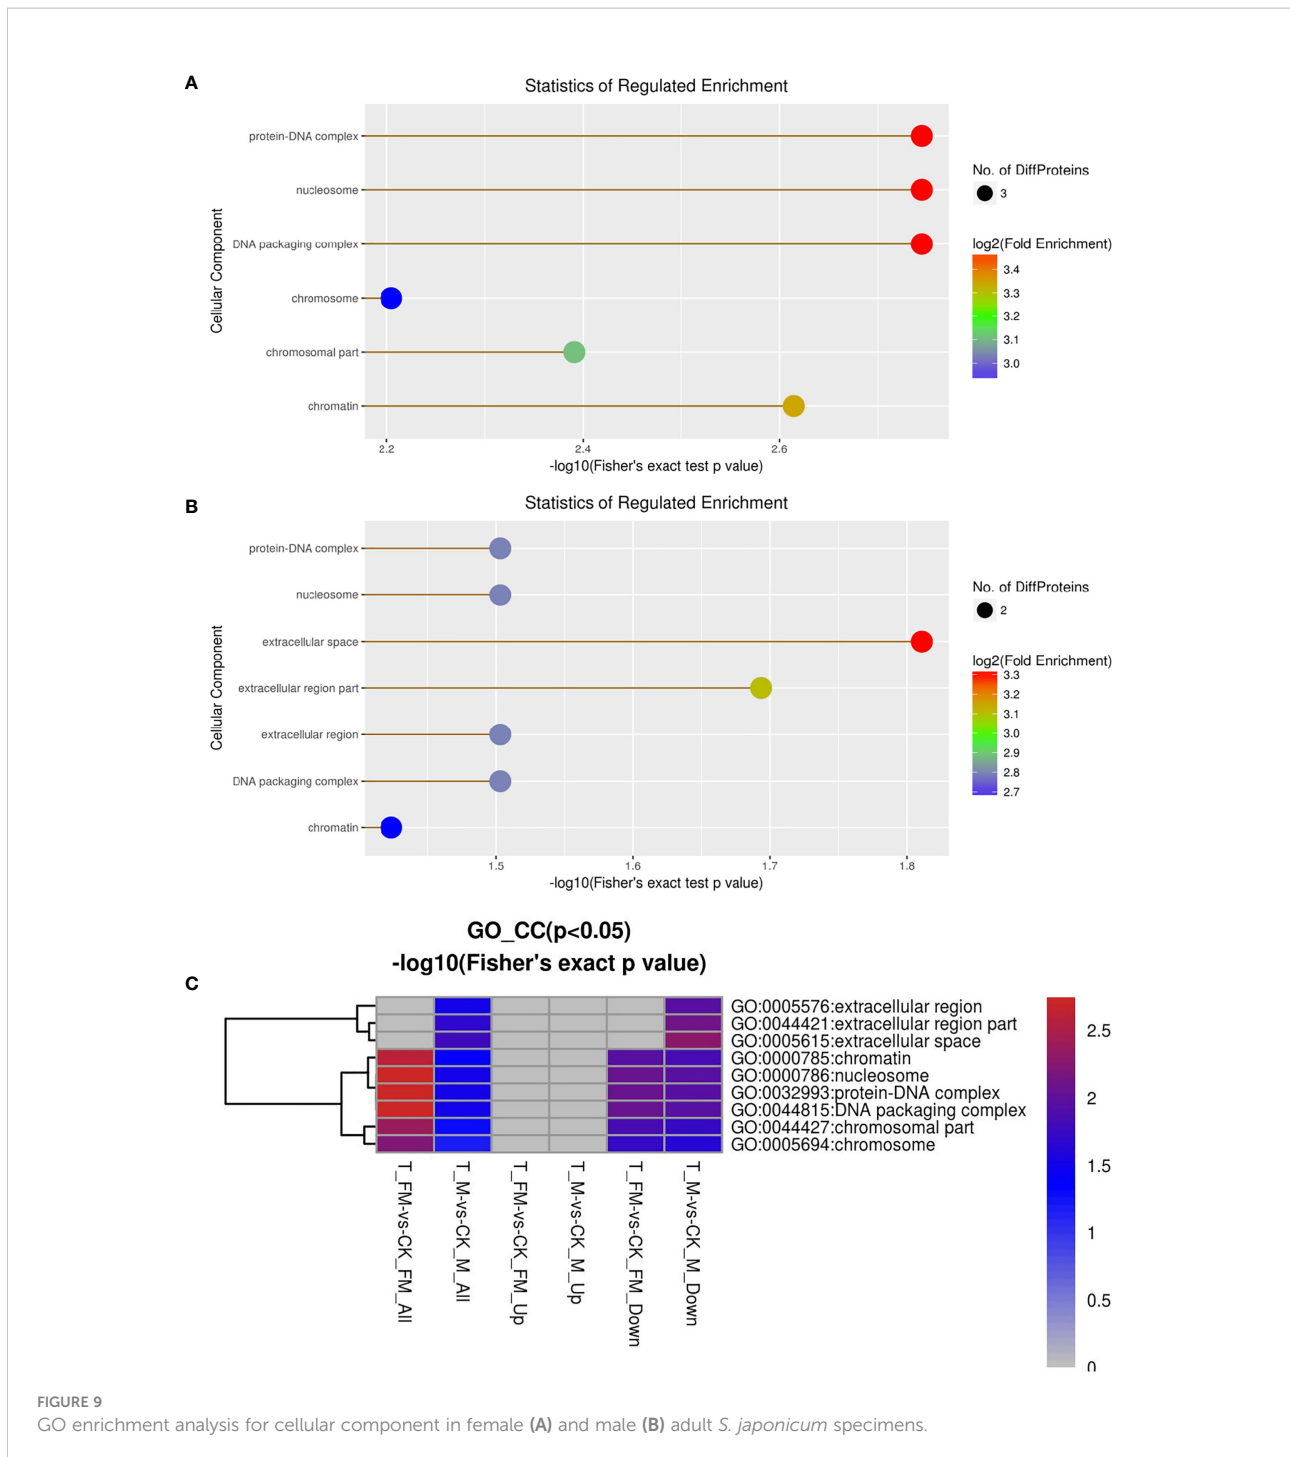 A
Statistics of Regulated Enrichment
Cellular Component
protein-DNA complex
nucleosome
DNA packaging complex
chromosome
chromosomal part
chromatin
2.2 2.4 2.6
-log10(Fisher's exact test p value)
No. of DiffProteins
3
log2(Fold Enrichment)
3.4
3.3
3.2
3.1
3.0
B
Statistics of Regulated Enrichment
Cellular Component
protein-DNA complex
nucleosome
extracellular space
extracellular region part
extracellular region
DNA packaging complex
chromatin
1.5 1.6 1.7 1.8
-log10(Fisher's exact test p value)
No. of DiffProteins
2
log2(Fold Enrichment)
3.3
3.2
3.1
3.0
2.9
2.8
2.7
GO_CC(p<0.05)
-log10(Fisher's exact p value)
C
GO:0005576:extracellular region
GO:0044421:extracellular region part
GO:0005615:extracellular space
GO:0000785:chromatin
GO:0000786:nucleosome
GO:0032993:protein-DNA complex
GO:0044815:DNA packaging complex
GO:0044427:chromosomal part
GO:0005694:chromosome
T_FM-vs-CK_FM_All
T_M-vs-CK_M_All
T_FM-vs-CK_FM_Up
T_M-vs-CK_M_Up
T_FM-vs-CK_FM_Down
T_M-vs-CK_M_Down
2.5
2
1.5
1
0.5
0
FIGURE 9
GO enrichment analysis for cellular component in female (A) and male (B) adult S. japonicum specimens.